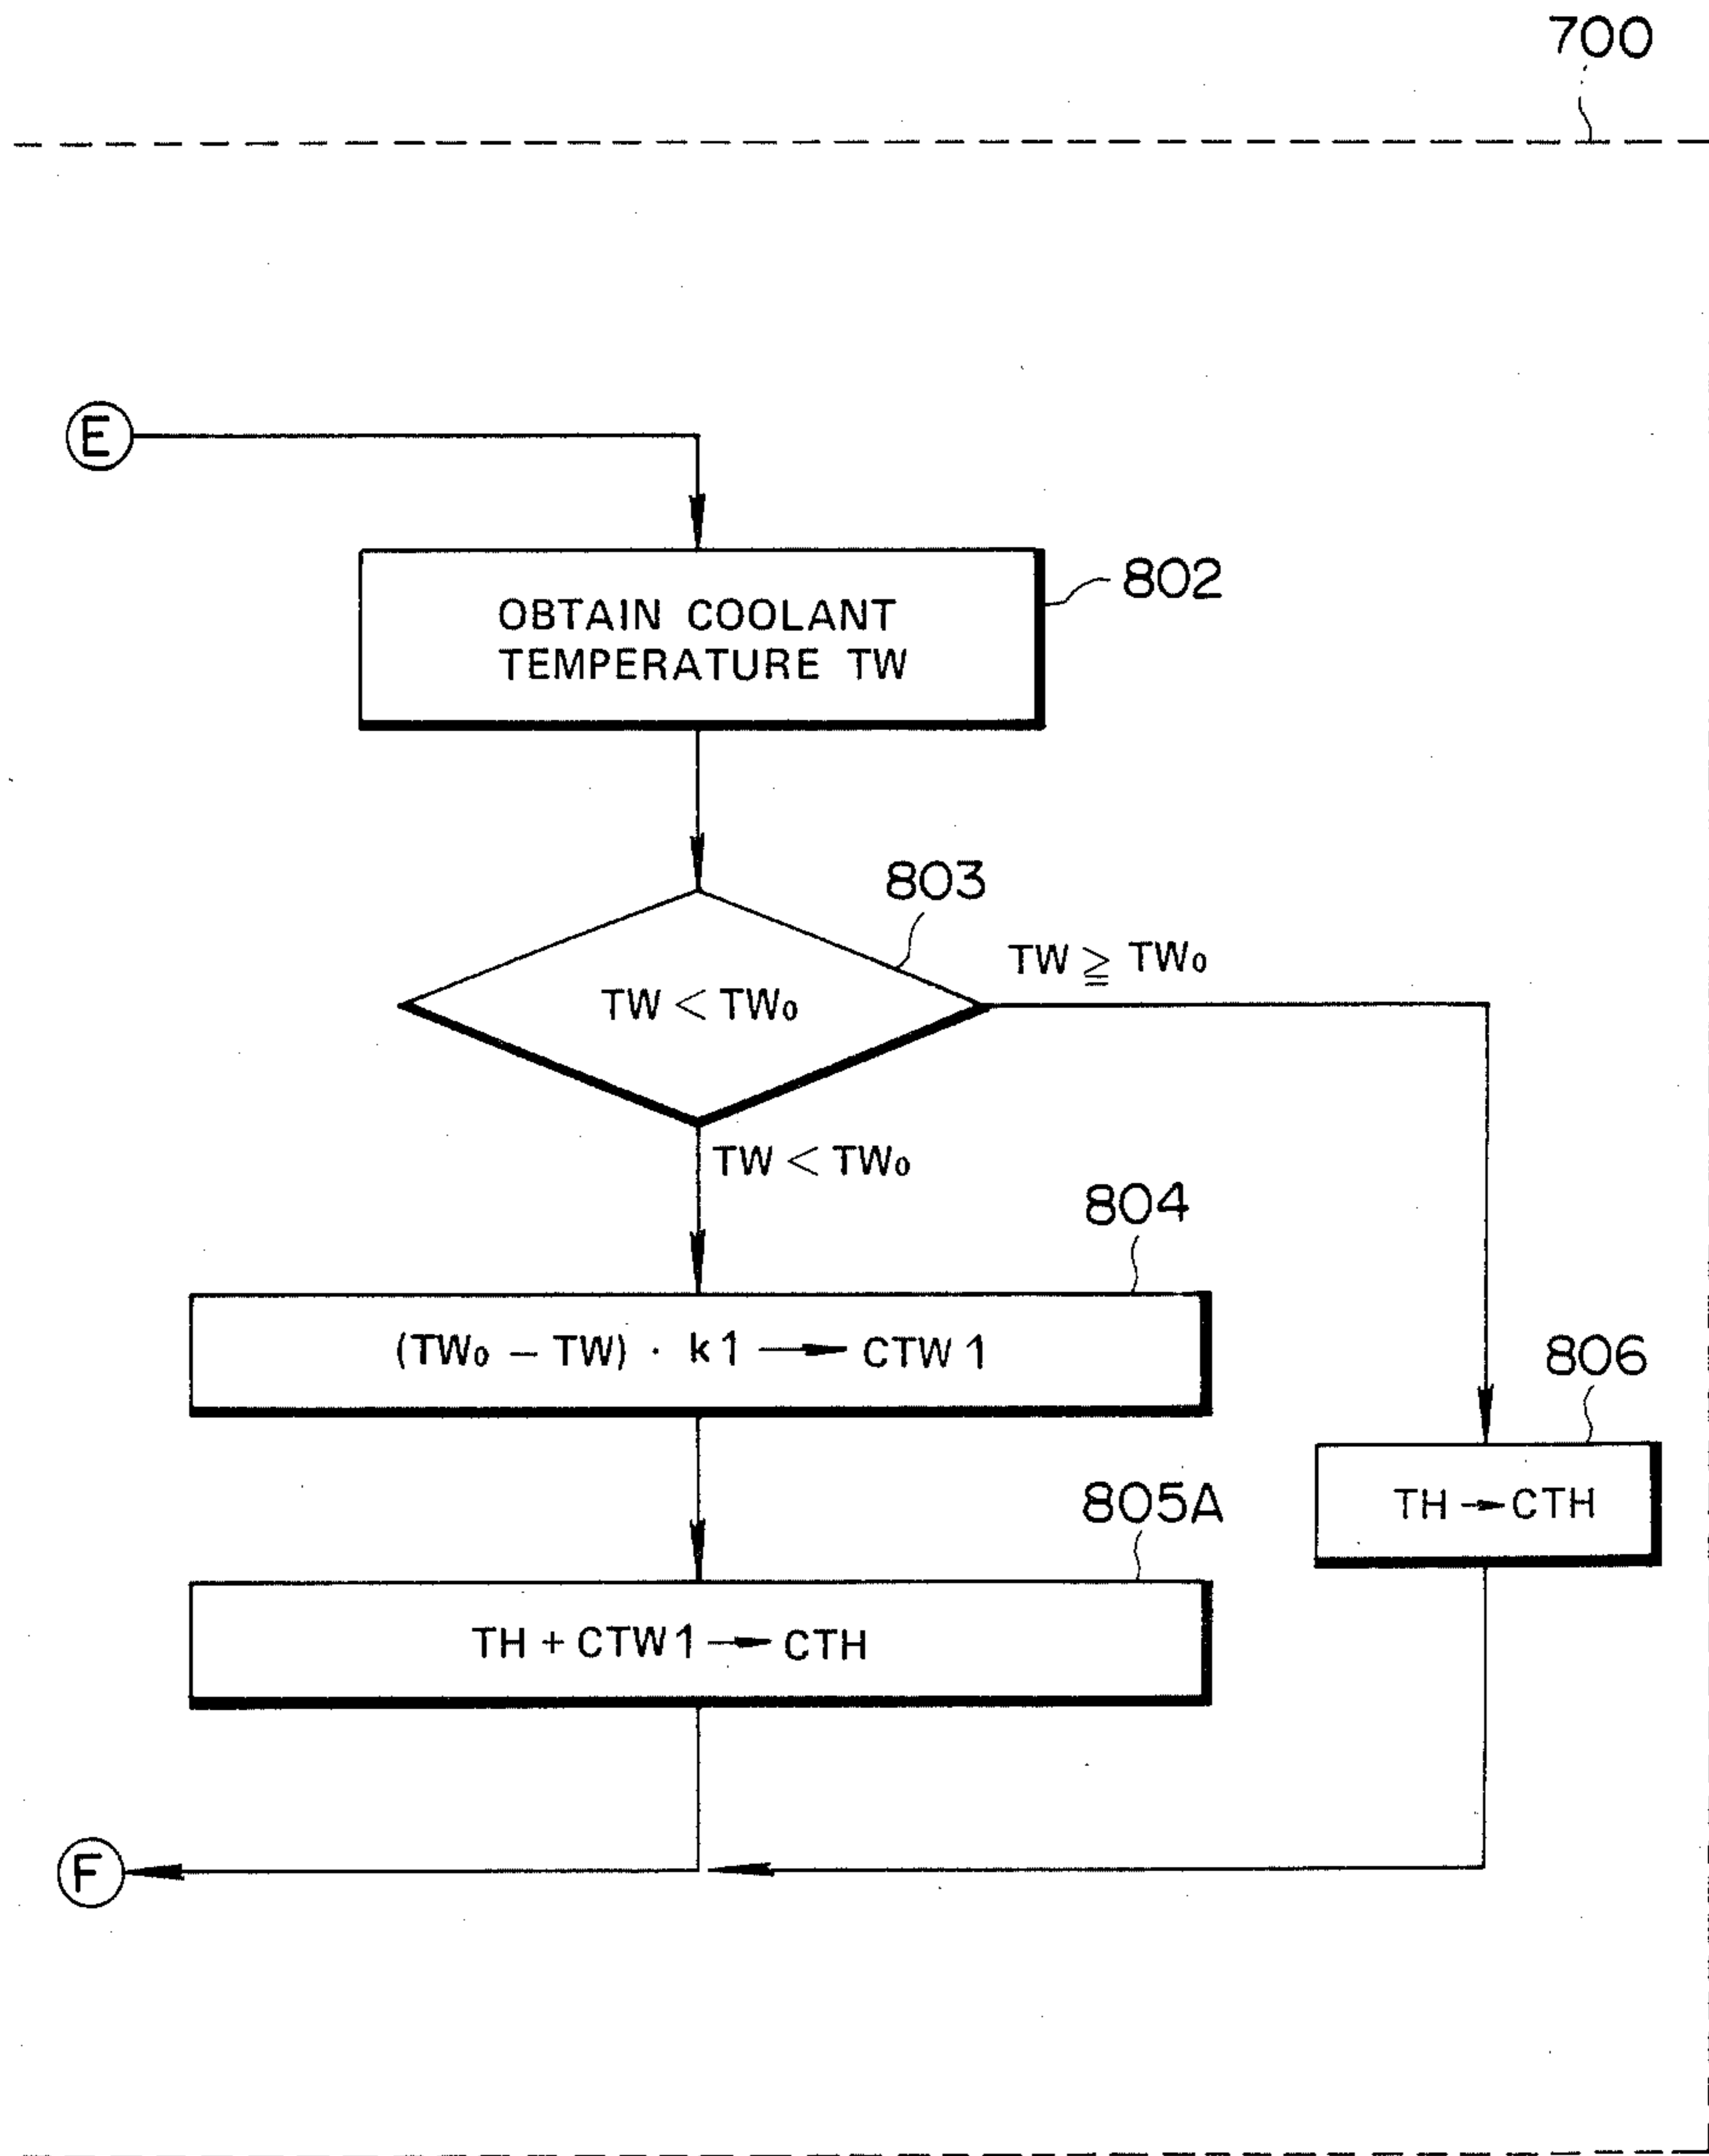 700
E
OBTAIN COOLANT
TEMPERATURE TW
802
803
TW < TW₀
TW ≧ TW₀
TW < TW₀
804
(TW₀ − TW) · k1 → CTW1
806
TH → CTH
805A
TH + CTW1 → CTH
F